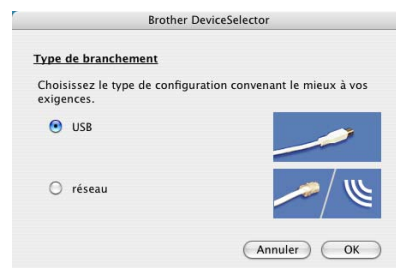 Brother DeviceSelector
Type de branchement
Choisissez le type de configuration convenant le mieux à vos
exigences.
USB
réseau
Annuler
OK